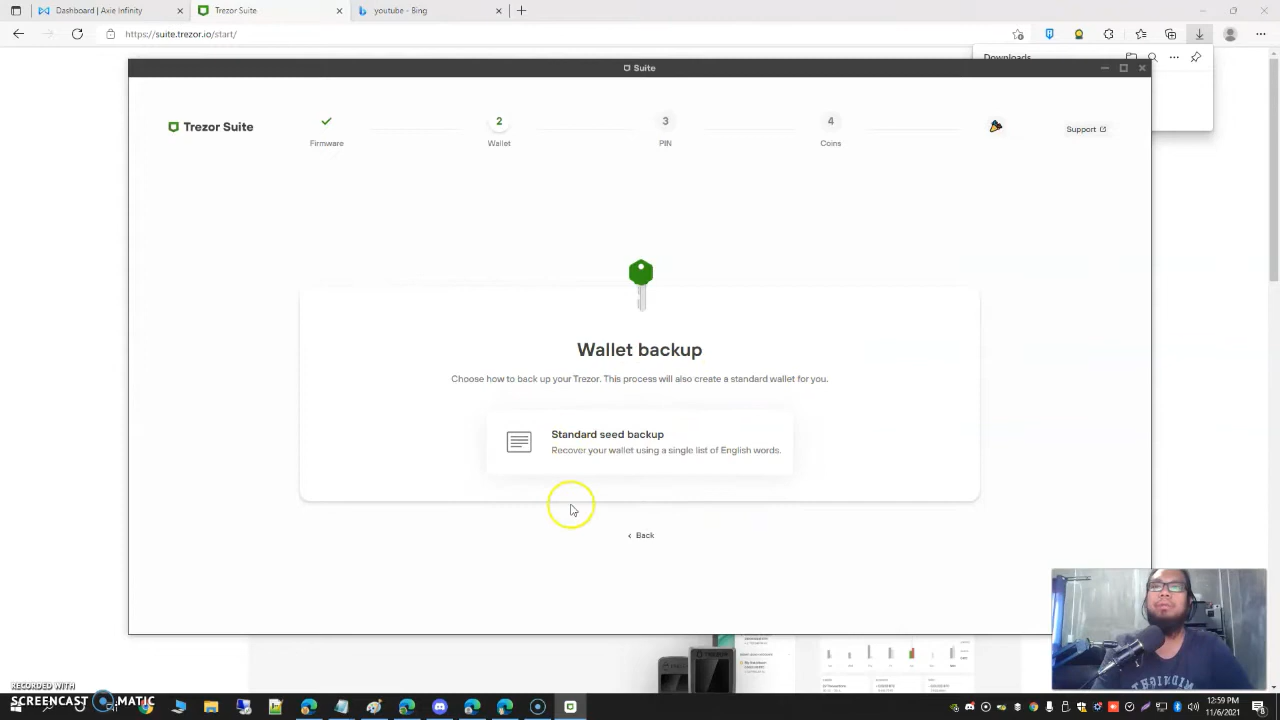 Dashboard | Axie Infinity
Trezor Suite
youtube - Bing
https://suite.trezor.io/start/
Downloads
Suite
Trezor Suite
2
3
4
Firmware
Wallet
PIN
Coins
Support
Wallet backup
Choose how to back up your Trezor. This process will also create a standard wallet for you.
Standard seed backup
Recover your wallet using a single list of English words.
Back
TREZOR
RECORDED WITH
SCREENCAST MATIC
12:59 PM
11/6/2021